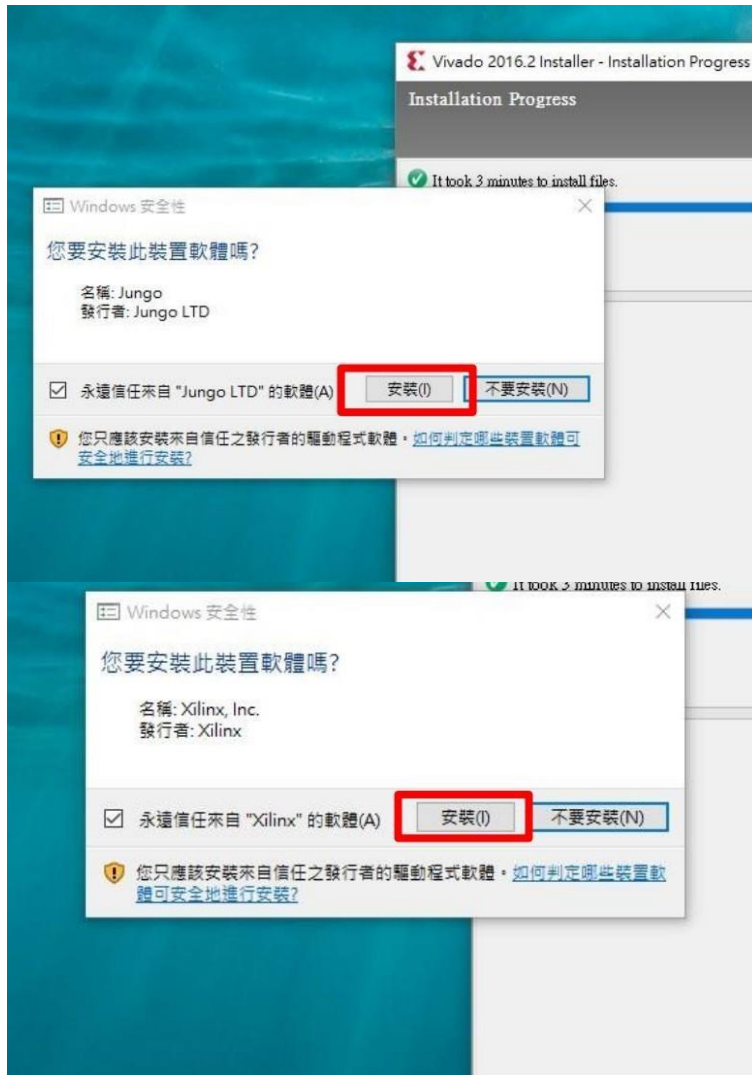 Vivado 2016.2 Installer - Installation Progress
Installation Progress
It took 3 minutes to install files.
Windows 安全性
您要安裝此裝置軟體嗎?
名稱: Jungo
發行者: Jungo LTD
永遠信任來自 "Jungo LTD" 的軟體(A)
安裝(I)
不要安裝(N)
您只應該安裝來自信任之發行者的驅動程式軟體。如何判定哪些裝置軟體可
安全地進行安裝?
It took 3 minutes to install files.
Windows 安全性
您要安裝此裝置軟體嗎?
名稱: Xilinx, Inc.
發行者: Xilinx
永遠信任來自 "Xilinx" 的軟體(A)
安裝(I)
不要安裝(N)
您只應該安裝來自信任之發行者的驅動程式軟體。如何判定哪些裝置軟
體可安全地進行安裝?